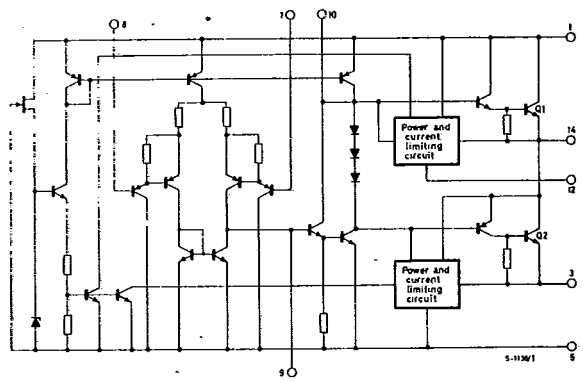 8
7
10
1
Q1
Power and
current
limiting
circuit
14
12
Q2
Power and
current
limiting
circuit
3
5
S-1130/1
9